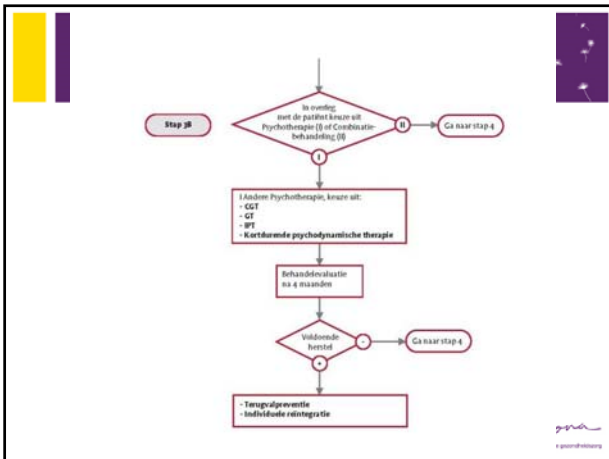 Stap 3B
In overleg
met de patiënt keuze uit
Psychotherapie (I) of Combinatie-
behandeling (II)
II
Ga naar stap 4
I
I Andere Psychotherapie, keuze uit:
- CGT
- GT
- IPT
- Kortdurende psychodynamische therapie
Behandelevaluatie
na 4 maanden
Voldoende
herstel
-
Ga naar stap 4
+
- Terugvalpreventie
- Individuele reïntegratie
gna
e gezondheidszorg